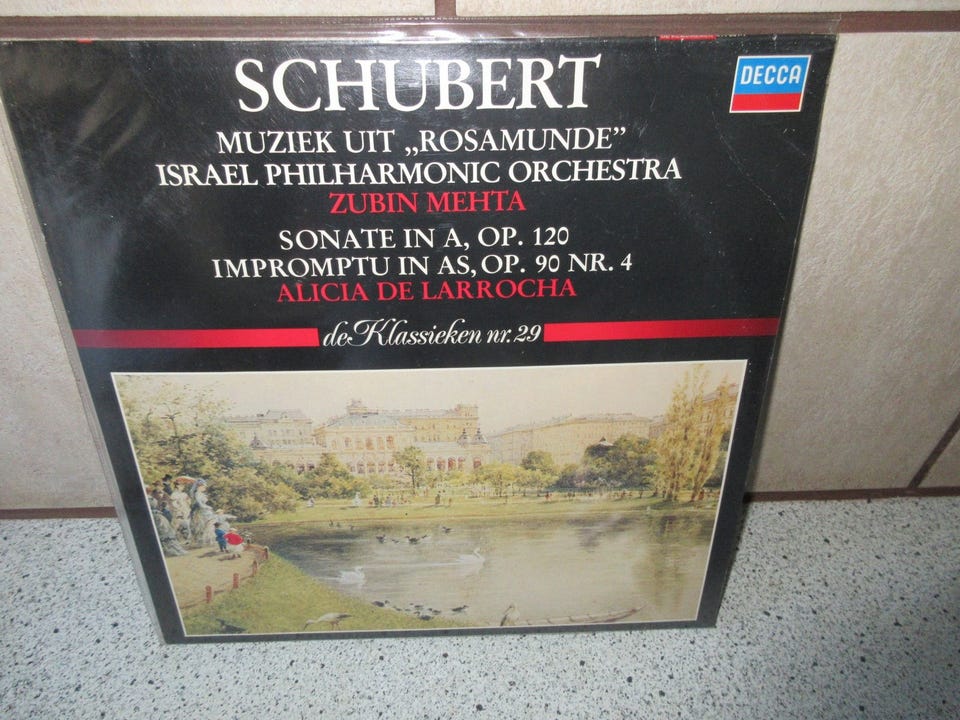 SCHUBERT
DECCA
MUZIEK UIT „ROSAMUNDE”
ISRAEL PHILHARMONIC ORCHESTRA
ZUBIN MEHTA
SONATE IN A, OP. 120
IMPROMPTU IN AS, OP. 90 NR. 4
ALICIA DE LARROCHA
de Klassieken nr. 29